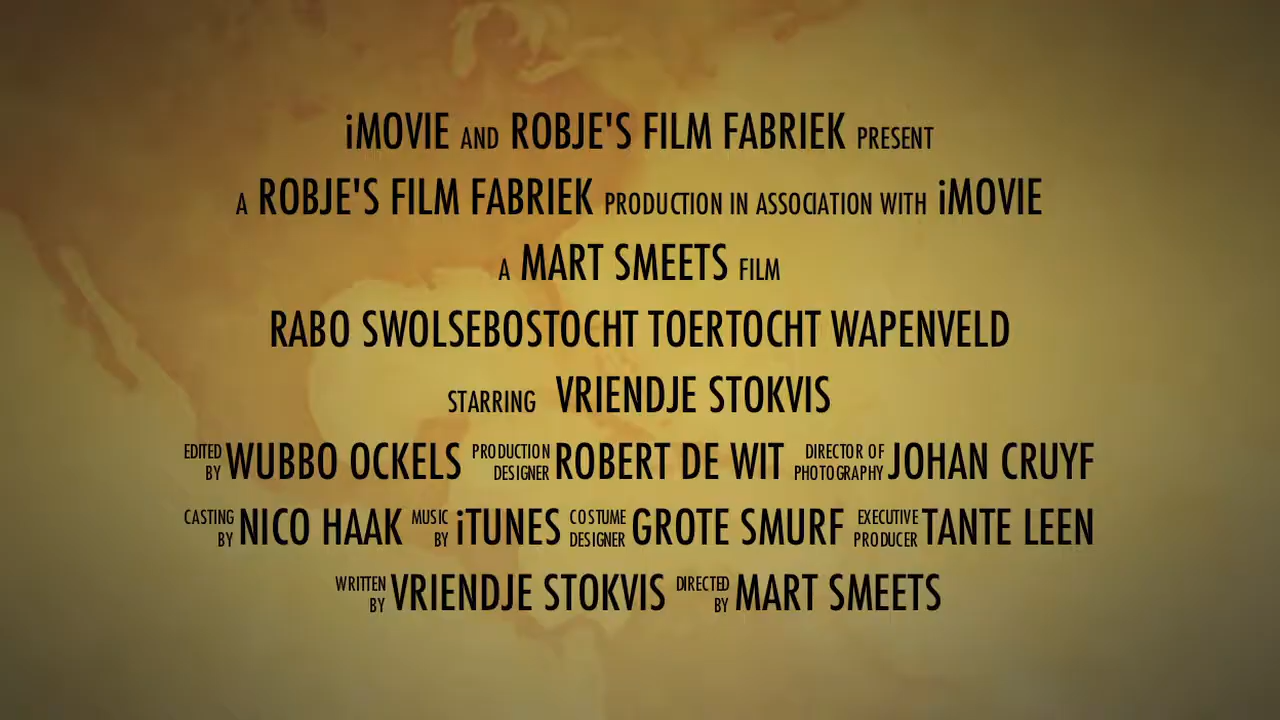 iMOVIE AND ROBJE'S FILM FABRIEK PRESENT
A ROBJE'S FILM FABRIEK PRODUCTION IN ASSOCIATION WITH iMOVIE
A MART SMEETS FILM
RABO SWOLSEBOSTOCHT TOERTOCHT WAPENVELD
STARRING VRIENDJE STOKVIS
EDITED BY WUBBO OCKELS PRODUCTION DESIGNER ROBERT DE WIT DIRECTOR OF PHOTOGRAPHY JOHAN CRUYF
CASTING BY NICO HAAK MUSIC BY iTUNES COSTUME DESIGNER GROTE SMURF EXECUTIVE PRODUCER TANTE LEEN
WRITTEN BY VRIENDJE STOKVIS DIRECTED BY MART SMEETS